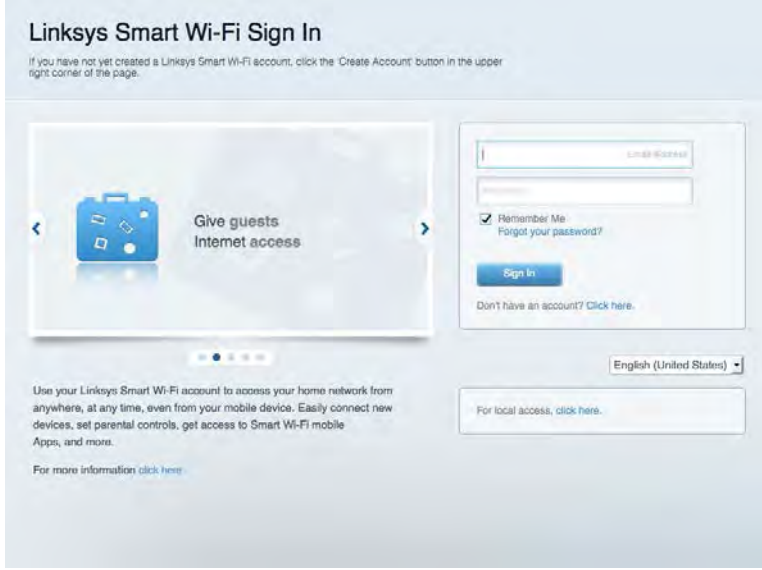 Linksys Smart Wi-Fi Sign In
If you have not yet created a Linksys Smart Wi-Fi account, click the 'Create Account' button in the upper
right corner of the page.
Give guests
Internet access
Email Address
Remember Me
Forgot your password?
Sign In
Don't have an account? Click here.
English (United States)
Use your Linksys Smart Wi-Fi account to access your home network from
anywhere, at any time, even from your mobile device. Easily connect new
devices, set parental controls, get access to Smart Wi-Fi mobile
Apps, and more.
For more information click here.
For local access, click here.